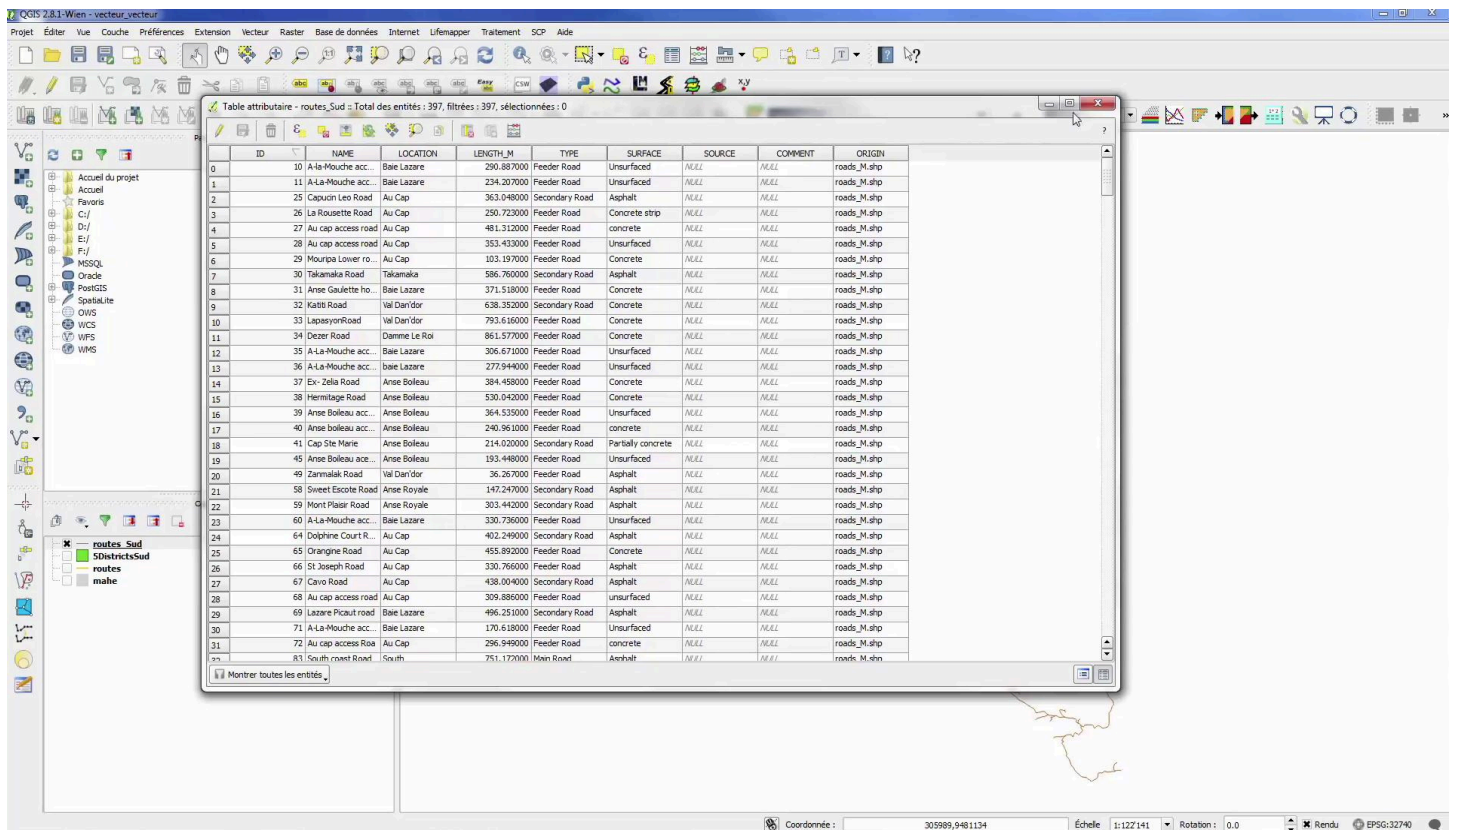 QGIS 2.8.1-Wien - vecteur_vecteur
Projet Éditer Vue Couche Préférences Extension Vecteur Raster Base de données Internet Lifemapper Traitement SCP Aide
Table attributaire - routes_Sud :: Total des entités : 397, filtrées : 397, sélectionnées : 0
ID NAME LOCATION LENGTH_M TYPE SURFACE SOURCE COMMENT ORIGIN
0 10 A-la-Mouche acc... Baie Lazare 290.887000 Feeder Road Unsurfaced NULL NULL roads_M.shp
1 11 A-La-Mouche acc... Baie Lazare 234.207000 Feeder Road Unsurfaced NULL NULL roads_M.shp
2 25 Capucin Leo Road Au Cap 363.048000 Secondary Road Asphalt NULL NULL roads_M.shp
3 26 La Rousette Road Au Cap 250.723000 Feeder Road Concrete strip NULL NULL roads_M.shp
4 27 Au cap access road Au Cap 481.312000 Feeder Road concrete NULL NULL roads_M.shp
5 28 Au cap access road Au Cap 353.433000 Feeder Road Unsurfaced NULL NULL roads_M.shp
6 29 Mouripa Lower ro... Au Cap 103.197000 Feeder Road Concrete NULL NULL roads_M.shp
7 30 Takamaka Road Takamaka 586.760000 Secondary Road Asphalt NULL NULL roads_M.shp
8 31 Anse Gaulette ho... Baie Lazare 371.518000 Feeder Road Concrete NULL NULL roads_M.shp
9 32 Katiti Road Val Dan'dor 638.352000 Secondary Road Asphalt NULL NULL roads_M.shp
10 33 LapasyonRoad Val Dan'dor 793.616000 Feeder Road Concrete NULL NULL roads_M.shp
11 34 Dezer Road Damme Le Roi 861.577000 Feeder Road Concrete NULL NULL roads_M.shp
12 35 A-La-Mouche acc... Baie Lazare 306.671000 Feeder Road Unsurfaced NULL NULL roads_M.shp
13 36 A-La-Mouche acc... baie Lazare 277.944000 Feeder Road Unsurfaced NULL NULL roads_M.shp
14 37 Ex- Zelia Road Anse Boileau 384.458000 Feeder Road Concrete NULL NULL roads_M.shp
15 38 Hermitage Road Anse Boileau 530.042000 Feeder Road Concrete NULL NULL roads_M.shp
16 39 Anse Boileau acc... Anse Boileau 364.535000 Feeder Road Unsurfaced NULL NULL roads_M.shp
17 40 Anse boileau acc... Anse Boileau 240.961000 Feeder Road concrete NULL NULL roads_M.shp
18 41 Cap Ste Marie Anse Boileau 214.020000 Secondary Road Partially concrete NULL NULL roads_M.shp
19 45 Anse Boileau ace... Anse Boileau 193.448000 Feeder Road Unsurfaced NULL NULL roads_M.shp
20 49 Zanmalak Road Val Dan'dor 36.267000 Feeder Road Asphalt NULL NULL roads_M.shp
21 58 Sweet Escote Road Anse Royale 147.247000 Secondary Road Asphalt NULL NULL roads_M.shp
22 59 Mont Plaisir Road Anse Royale 303.442000 Secondary Road Asphalt NULL NULL roads_M.shp
23 60 A-La-Mouche acc... Baie Lazare 330.736000 Feeder Road Unsurfaced NULL NULL roads_M.shp
24 64 Dolphine Court R... Au Cap 402.249000 Secondary Road Asphalt NULL NULL roads_M.shp
25 65 Orangine Road Au Cap 455.892000 Feeder Road Concrete NULL NULL roads_M.shp
26 66 St Joseph Road Au Cap 330.766000 Feeder Road Asphalt NULL NULL roads_M.shp
27 67 Cavo Road Au Cap 438.004000 Secondary Road Asphalt NULL NULL roads_M.shp
28 68 Au cap access road Au Cap 309.886000 Feeder Road unsurfaced NULL NULL roads_M.shp
29 69 Lazare Picaut road Baie Lazare 496.251000 Secondary Road Asphalt NULL NULL roads_M.shp
30 71 A-La-Mouche acc... Baie Lazare 170.618000 Feeder Road Unsurfaced NULL NULL roads_M.shp
31 72 Au cap access Roa Au Cap 296.949000 Feeder Road concrete NULL NULL roads_M.shp
32 83 South coast Road South 751.172000 Main Road Asphalt NULL NULL roads_M.shp
Montrer toutes les entités
Accueil du projet
Accueil
Favoris
C:/
D:/
E:/
F:/
MSSQL
Oracle
PostGIS
SpatiaLite
OWS
WCS
WFS
WMS
routes_Sud
5DistrictsSud
routes
mahe
Coordonnée : 305989,9481134 Échelle 1:122'141 Rotation : 0.0 Rendu EPSG:32740